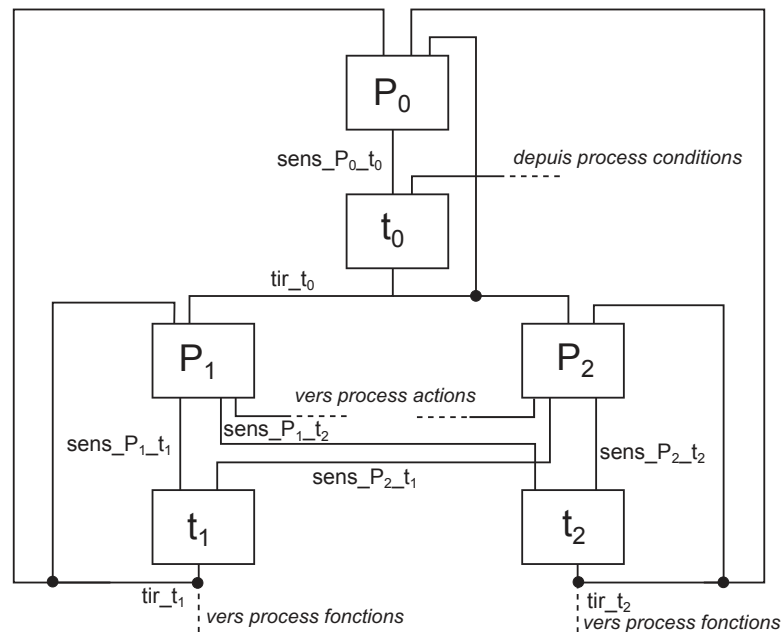 P₀
sens_P₀_t₀
depuis process conditions
t₀
tir_t₀
P₁
P₂
vers process actions
sens_P₁_t₁
sens_P₁_t₂
sens_P₂_t₂
sens_P₂_t₁
t₁
t₂
tir_t₁
tir_t₂
vers process fonctions
vers process fonctions